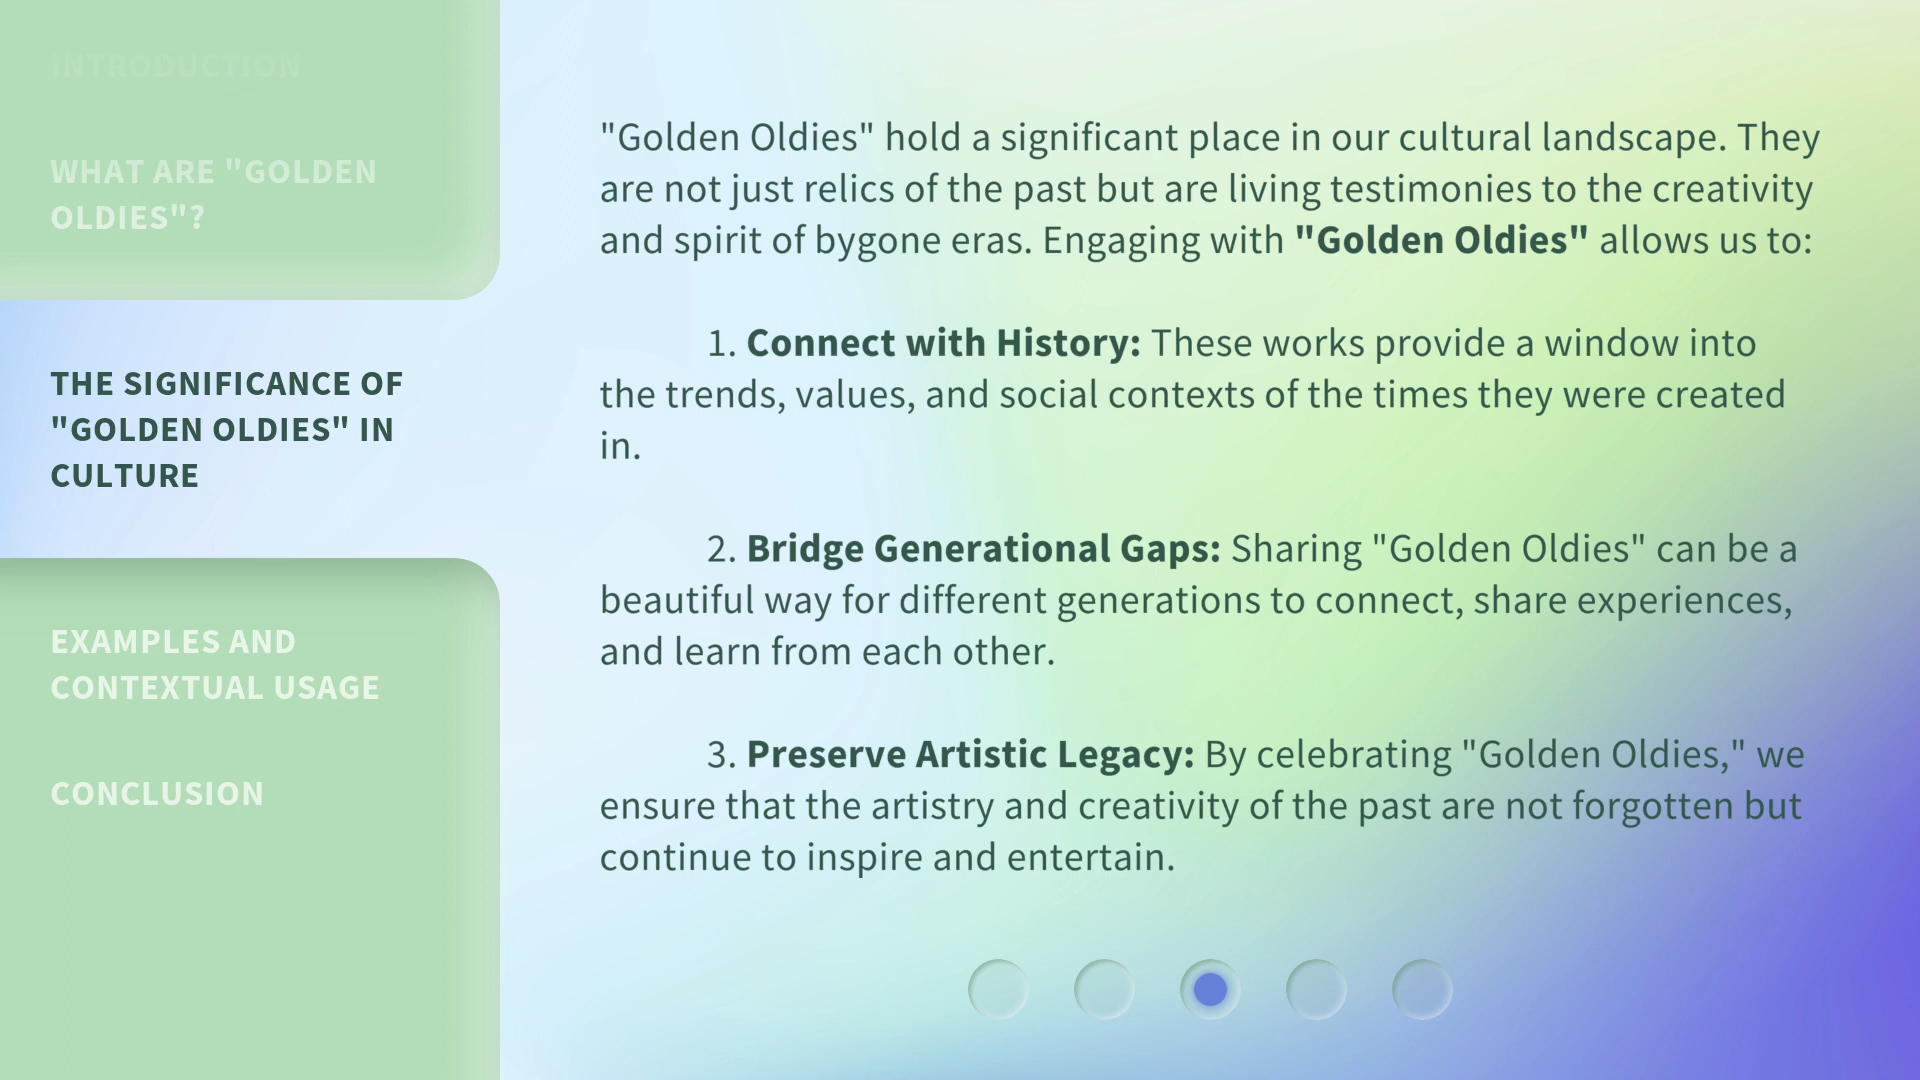 INTRODUCTION
WHAT ARE "GOLDEN
OLDIES"?
THE SIGNIFICANCE OF
"GOLDEN OLDIES" IN
CULTURE
EXAMPLES AND
CONTEXTUAL USAGE
CONCLUSION
"Golden Oldies" hold a significant place in our cultural landscape. They
are not just relics of the past but are living testimonies to the creativity
and spirit of bygone eras. Engaging with "Golden Oldies" allows us to:
1. Connect with History: These works provide a window into
the trends, values, and social contexts of the times they were created
in.
2. Bridge Generational Gaps: Sharing "Golden Oldies" can be a
beautiful way for different generations to connect, share experiences,
and learn from each other.
3. Preserve Artistic Legacy: By celebrating "Golden Oldies," we
ensure that the artistry and creativity of the past are not forgotten but
continue to inspire and entertain.